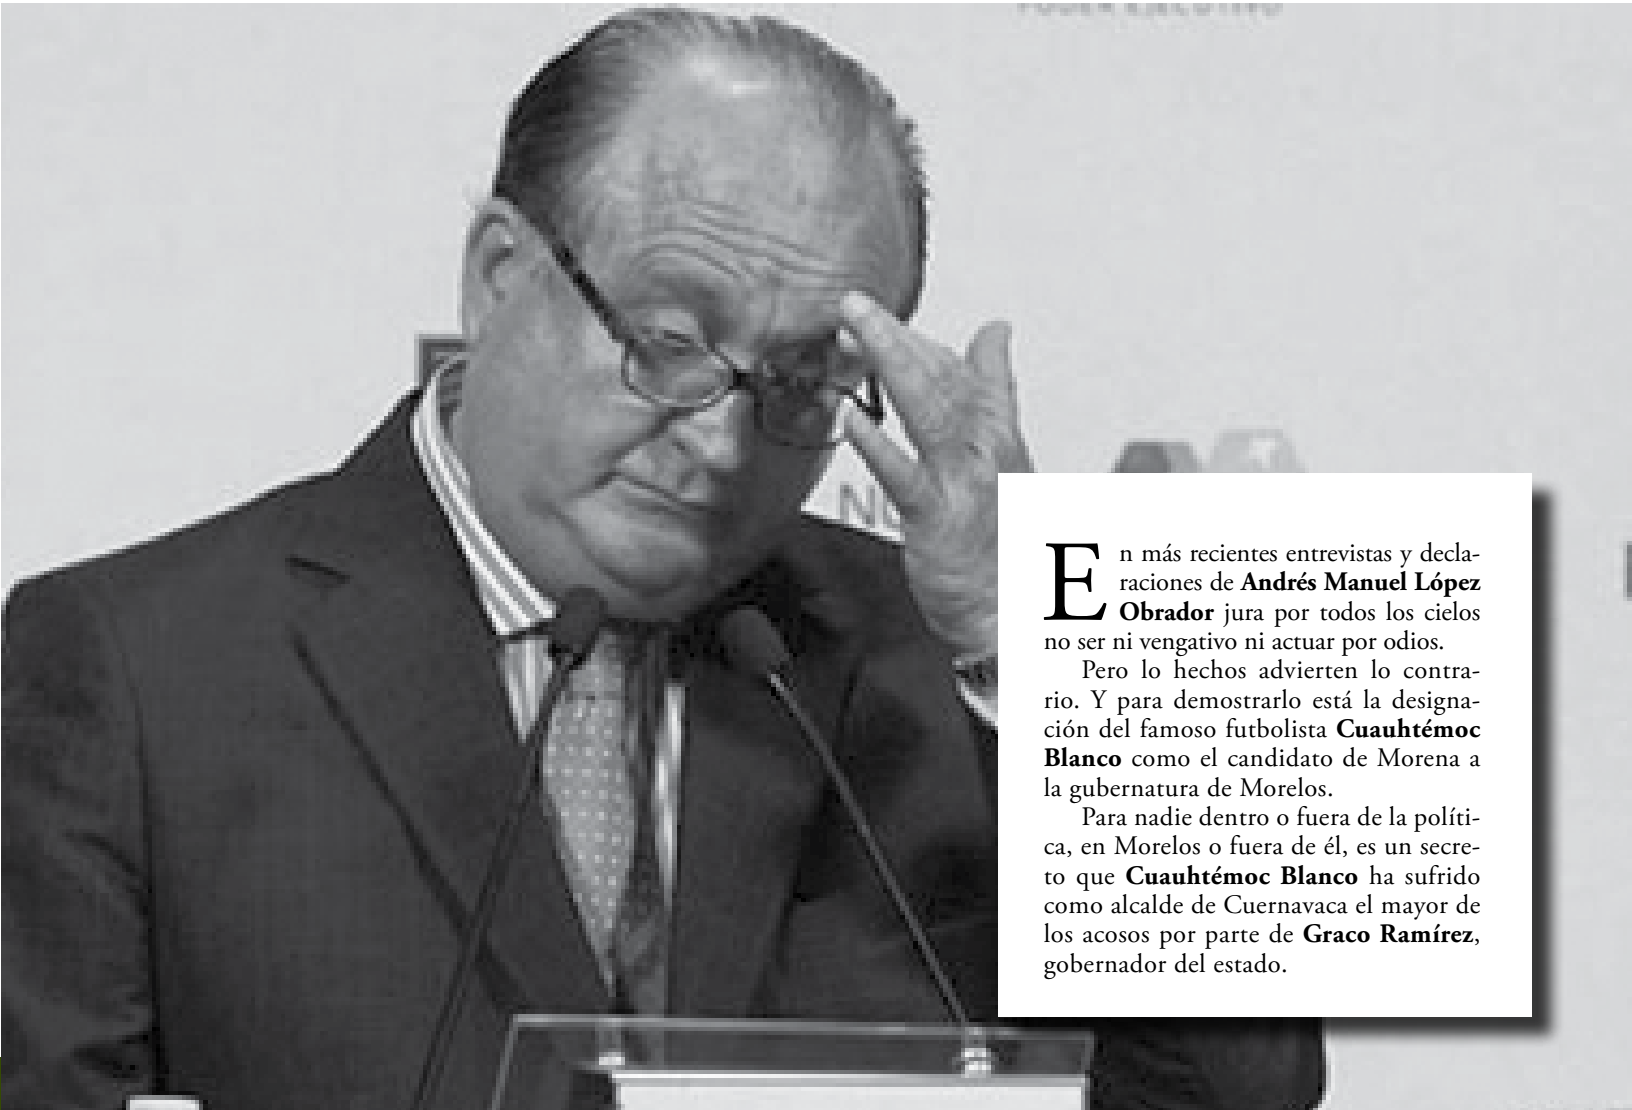 PODER EJECUTIVO
NU
En más recientes entrevistas y decla-
raciones de Andrés Manuel López
Obrador jura por todos los cielos
no ser ni vengativo ni actuar por odios.
Pero lo hechos advierten lo contra-
rio. Y para demostrarlo está la designa-
ción del famoso futbolista Cuauhtémoc
Blanco como el candidato de Morena a
la gubernatura de Morelos.
Para nadie dentro o fuera de la políti-
ca, en Morelos o fuera de él, es un secre-
to que Cuauhtémoc Blanco ha sufrido
como alcalde de Cuernavaca el mayor de
los acosos por parte de Graco Ramírez,
gobernador del estado.